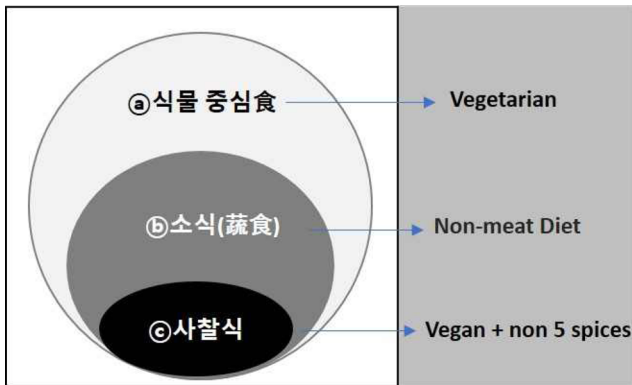 ⓐ식물 중심食
Vegetarian
ⓑ소식(蔬食)
Non-meat Diet
ⓒ사찰식
Vegan + non 5 spices